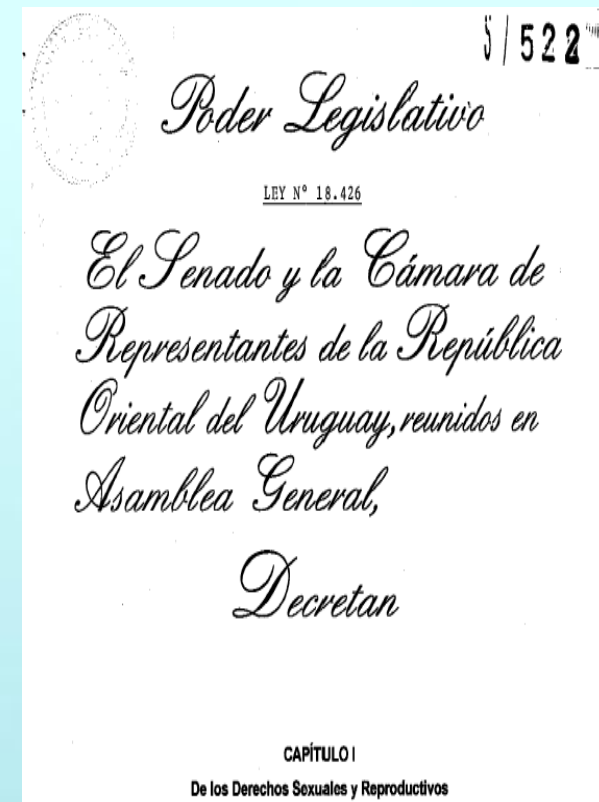 5/522
Poder Legislativo
LEY Nº 18.426
El Senado y la Cámara de
Representantes de la República
Oriental del Uruguay, reunidos en
Asamblea General,
Decretan
CAPÍTULO I
De los Derechos Sexuales y Reproductivos